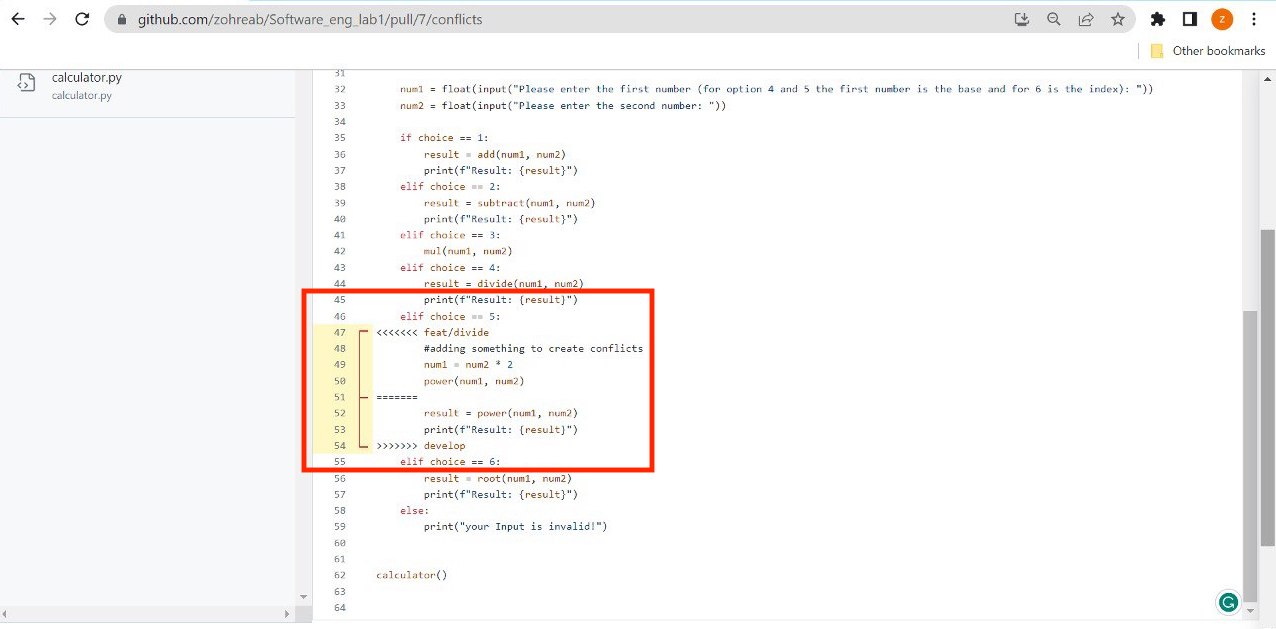 github.com/zohreab/Software_eng_lab1/pull/7/conflicts
Z
Other bookmarks
calculator.py
calculator.py
31
32 num1 = float(input("Please enter the first number (for option 4 and 5 the first number is the base and for 6 is the index): "))
33 num2 = float(input("Please enter the second number: "))
34
35 if choice == 1:
36 result = add(num1, num2)
37 print(f"Result: {result}")
38 elif choice == 2:
39 result = subtract(num1, num2)
40 print(f"Result: {result}")
41 elif choice == 3:
42 mul(num1, num2)
43 elif choice == 4:
44 result = divide(num1, num2)
45 print(f"Result: {result}")
46 elif choice == 5:
47 <<<<<<< feat/divide
48 #adding something to create conflicts
49 num1 = num2 * 2
50 power(num1, num2)
51 =======
52 result = power(num1, num2)
53 print(f"Result: {result}")
54 >>>>>>> develop
55 elif choice == 6:
56 result = root(num1, num2)
57 print(f"Result: {result}")
58 else:
59 print("your Input is invalid!")
60
61
62 calculator()
63
64